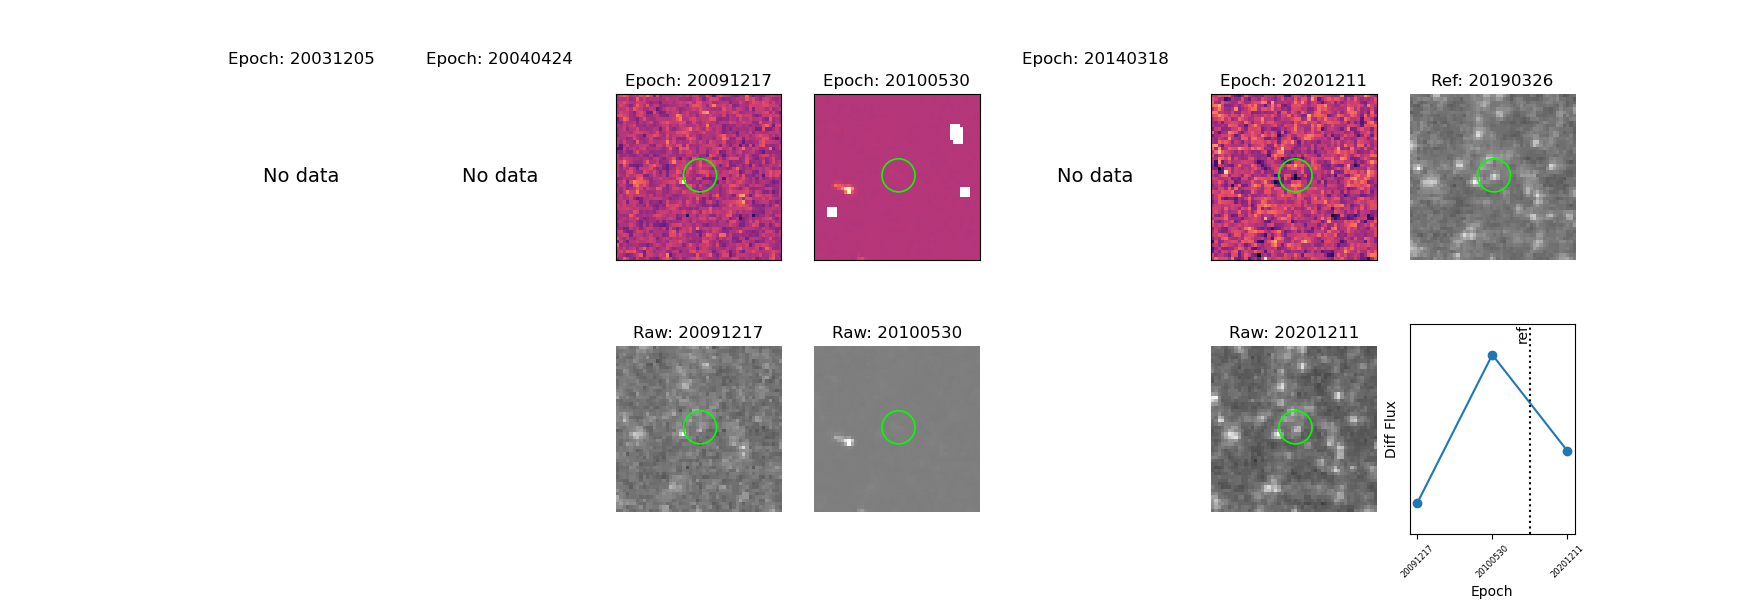 Epoch: 20031205
Epoch: 20040424
Epoch: 20091217
Epoch: 20100530
Epoch: 20140318
Epoch: 20201211
Ref: 20190326
No data
No data
No data
Raw: 20091217
Raw: 20100530
Raw: 20201211
ref
Diff Flux
20091217
20100530
20201211
Epoch